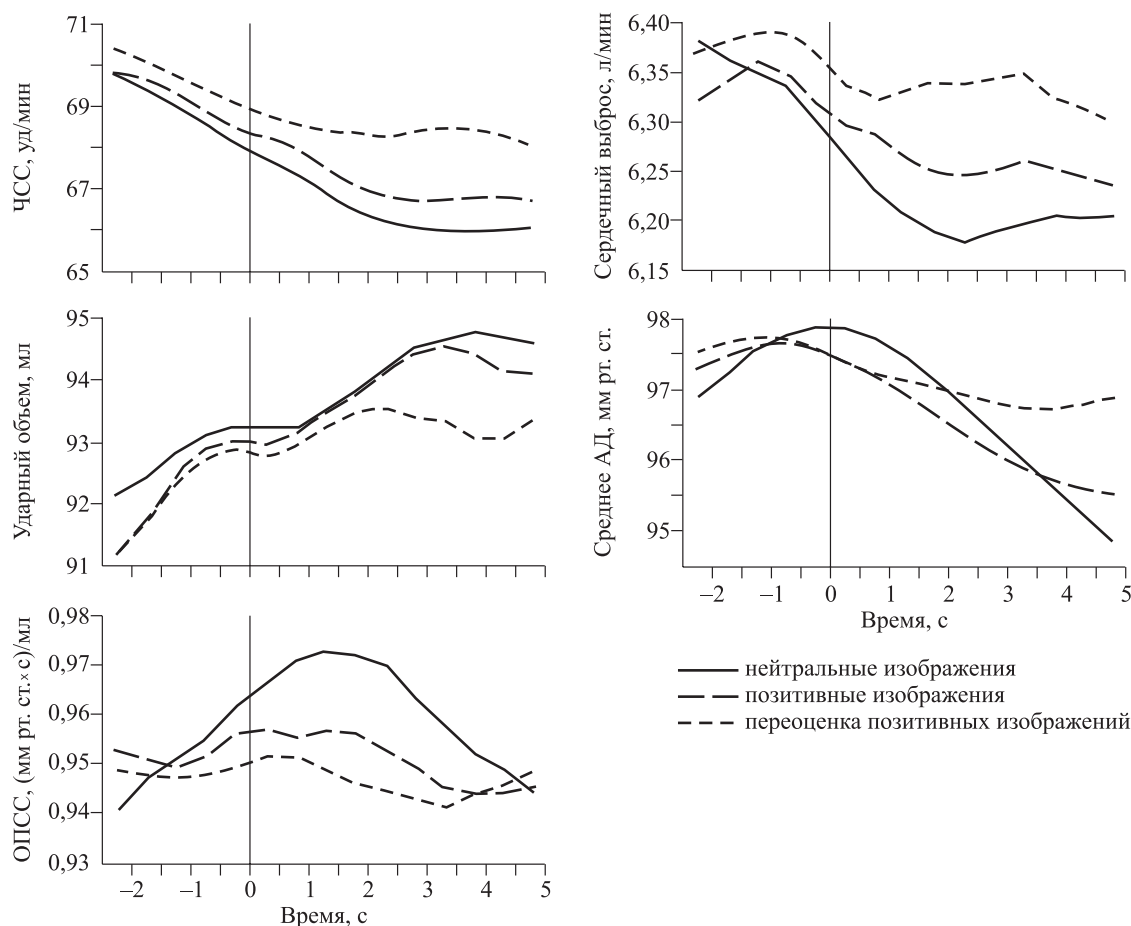 ЧСС, уд/мин
71
69
67
65
Сердечный выброс, л/мин
6,40
6,35
6,30
6,25
6,20
6,15
Ударный объем, мл
95
94
93
92
91
Среднее АД, мм рт. ст.
98
97
96
95
–2 –1 0 1 2 3 4 5
Время, с
ОПСС, (мм рт. ст.× с)/мл
0,98
0,97
0,96
0,95
0,94
0,93
–2 –1 0 1 2 3 4 5
Время, с
нейтральные изображения
позитивные изображения
переоценка позитивных изображений